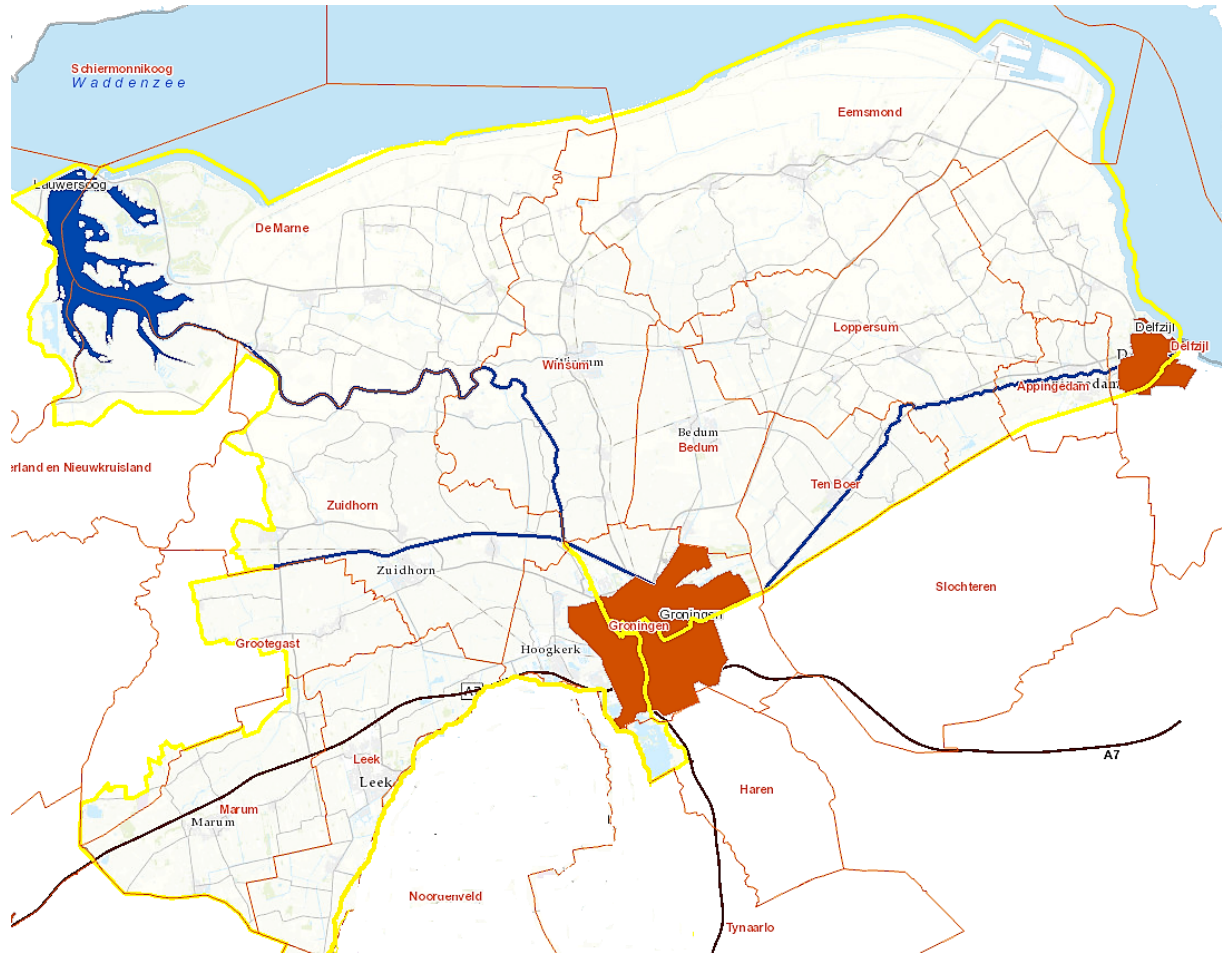 Schiermonnikoog
Waddenzee
Eemsmond
Lauwersoog
De Marne
Delfzijl
Loppersum
Delfzijl
Winsum
Appingedam
Bedum
Bedum
Ten Boer
erland en Nieuwkruisland
Zuidhorn
Zuidhorn
Slochteren
Groningen
Groningen
Grootegast
Hoogkerk
A7
A7
Leek
Leek
Haren
Marum
Marum
Noordenveld
Tynaarlo